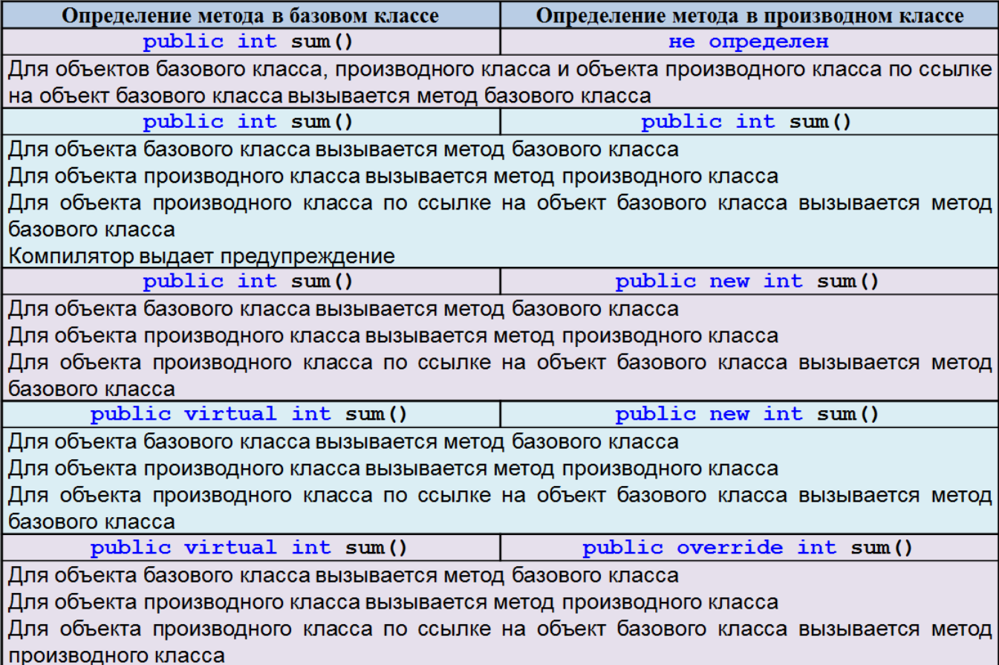 Определение метода в базовом классе
Определение метода в производном классе
public int sum()
не определен
Для объектов базового класса, производного класса и объекта производного класса по ссылке
на объект базового класса вызывается метод базового класса
public int sum()
public int sum()
Для объекта базового класса вызывается метод базового класса
Для объекта производного класса вызывается метод производного класса
Для объекта производного класса по ссылке на объект базового класса вызывается метод
базового класса
Компилятор выдает предупреждение
public int sum()
public new int sum()
Для объекта базового класса вызывается метод базового класса
Для объекта производного класса вызывается метод производного класса
Для объекта производного класса по ссылке на объект базового класса вызывается метод
базового класса
public virtual int sum()
public new int sum()
Для объекта базового класса вызывается метод базового класса
Для объекта производного класса вызывается метод производного класса
Для объекта производного класса по ссылке на объект базового класса вызывается метод
базового класса
public virtual int sum()
public override int sum()
Для объекта базового класса вызывается метод базового класса
Для объекта производного класса вызывается метод производного класса
Для объекта производного класса по ссылке на объект базового класса вызывается метод
производного класса